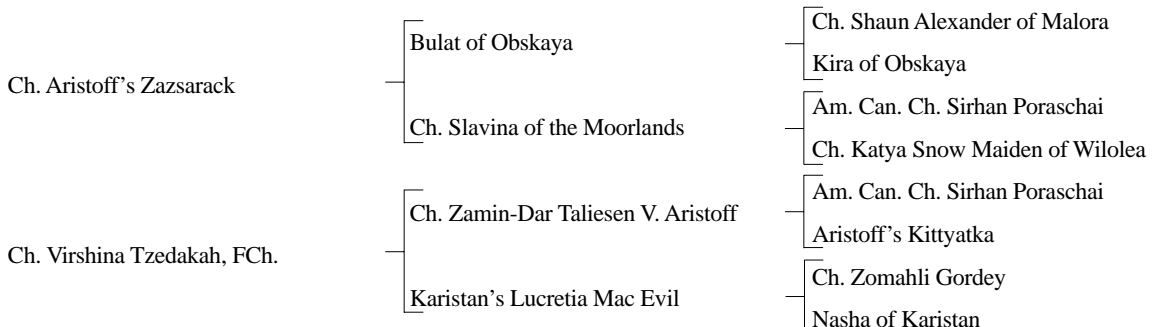 Ch. Shaun Alexander of Malora
Bulat of Obskaya
Kira of Obskaya
Ch. Aristoff’s Zazsarack
Am. Can. Ch. Sirhan Poraschai
Ch. Slavina of the Moorlands
Ch. Katya Snow Maiden of Wilolea
Am. Can. Ch. Sirhan Poraschai
Ch. Zamin-Dar Taliesen V. Aristoff
Aristoff’s Kittyatka
Ch. Virshina Tzedakah, FCh.
Ch. Zomahli Gordey
Karistan’s Lucretia Mac Evil
Nasha of Karistan